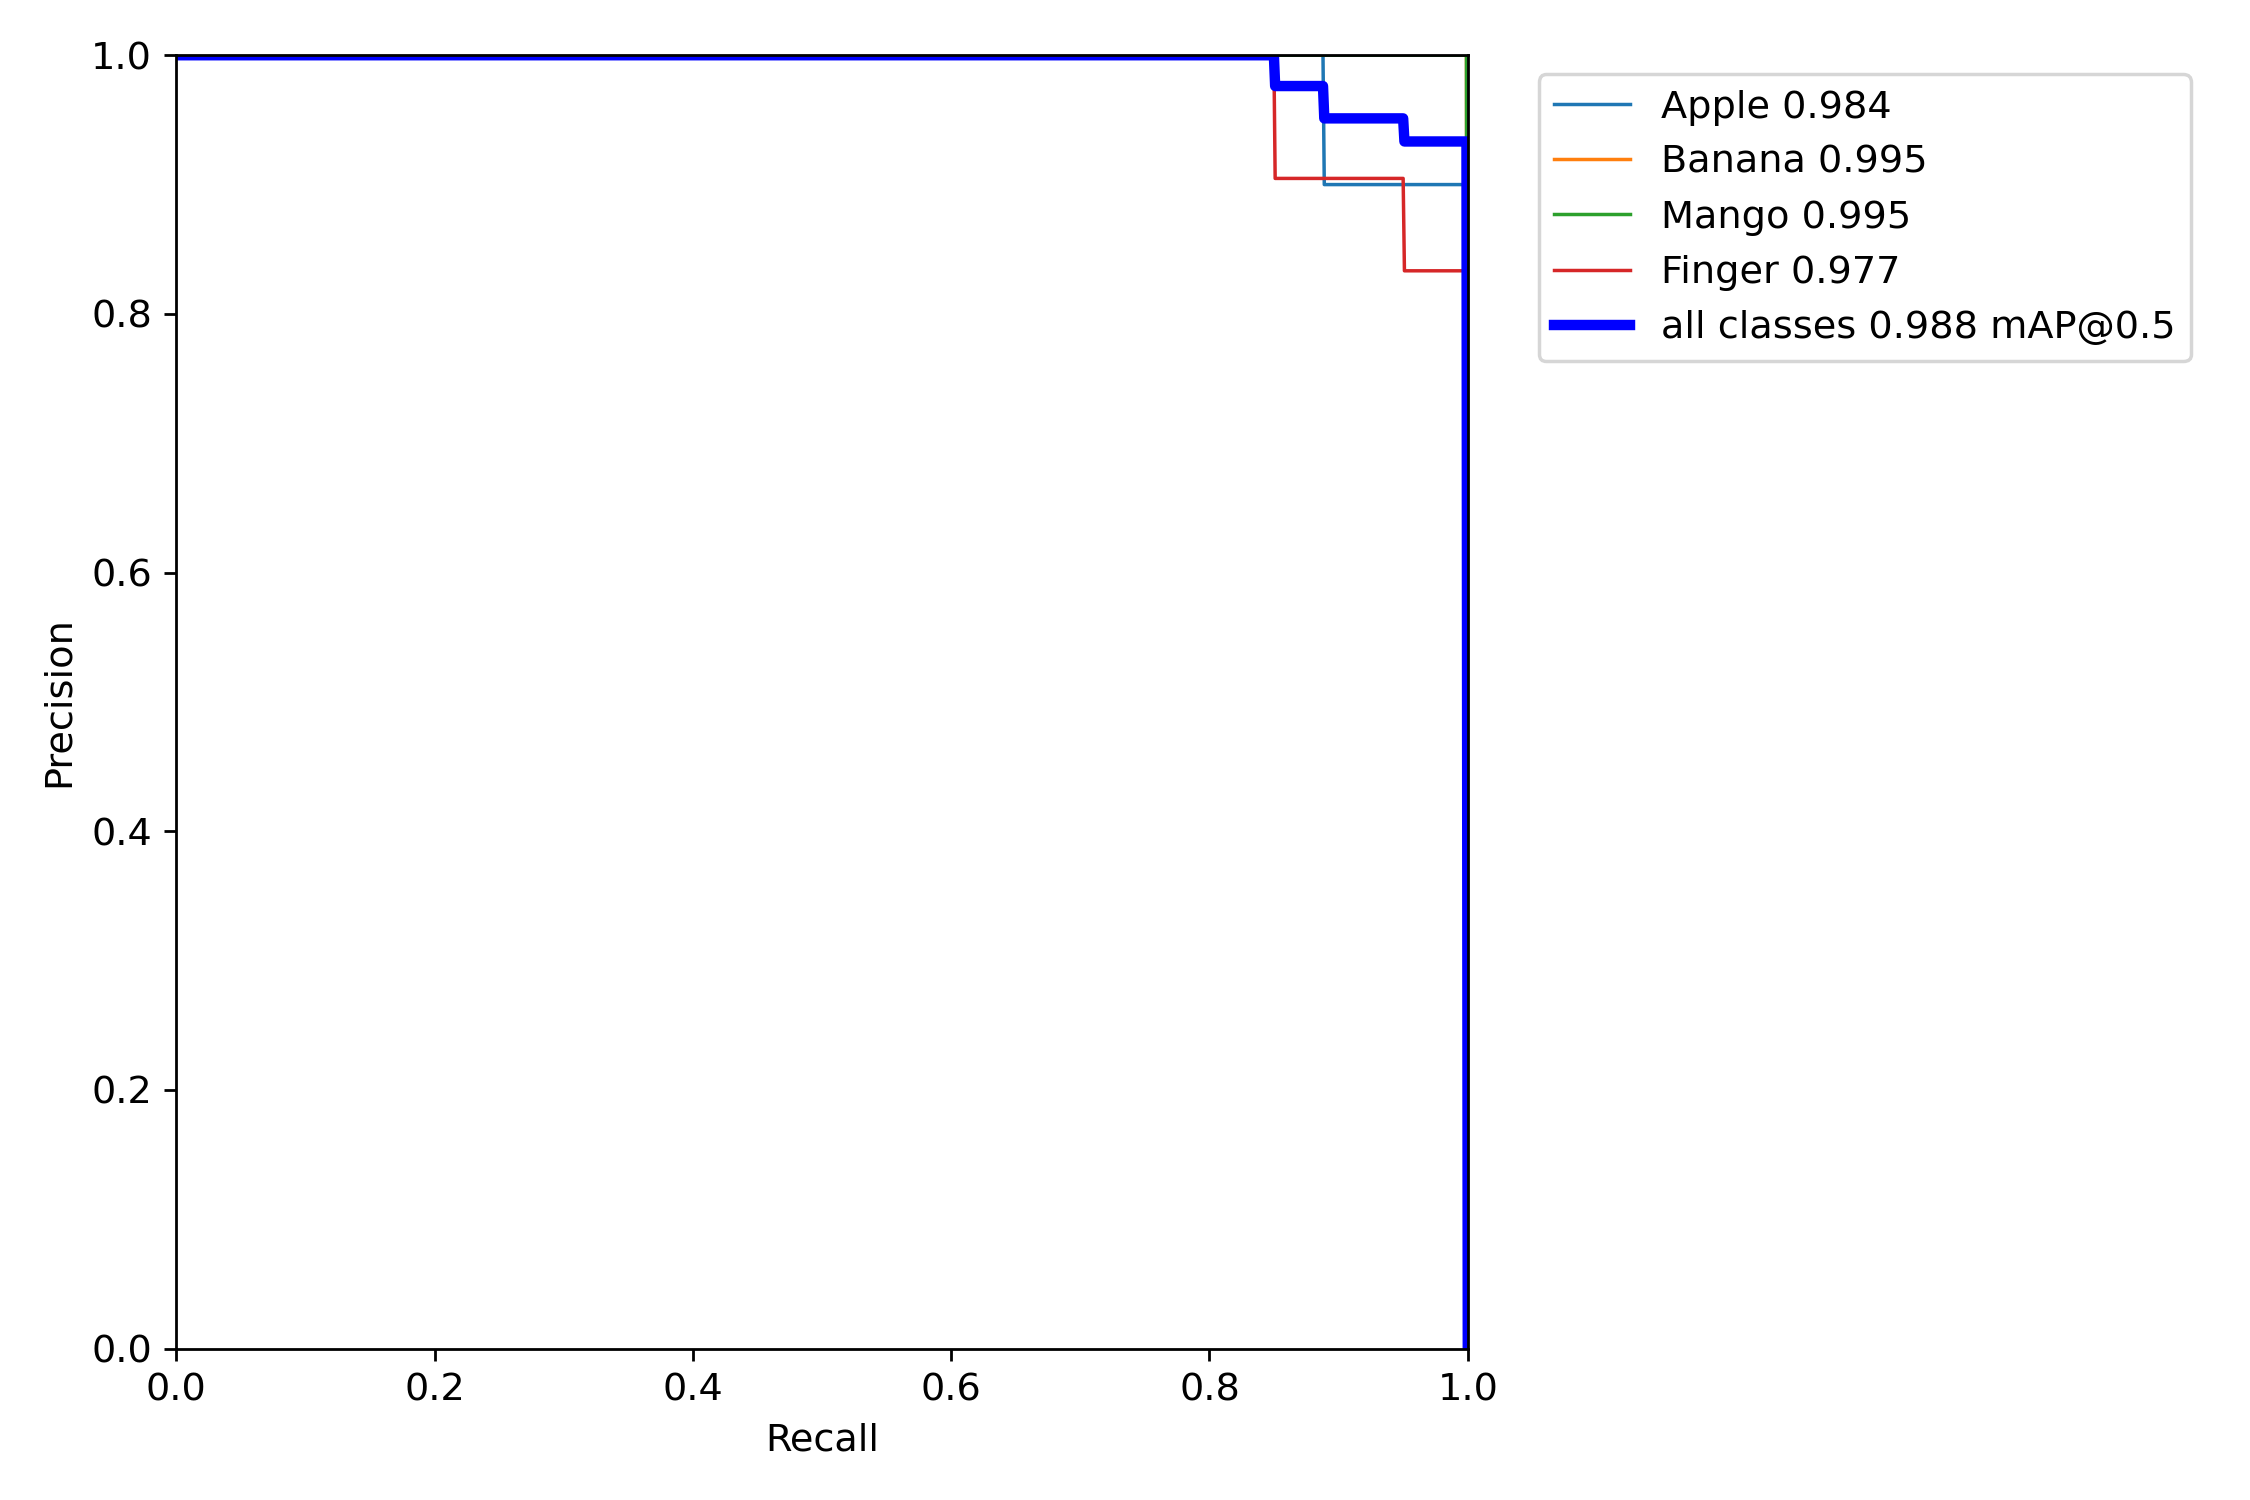 1.0
0.8
0.6
0.4
0.2
0.0
Precision
0.0 0.2 0.4 0.6 0.8 1.0
Recall
Apple 0.984
Banana 0.995
Mango 0.995
Finger 0.977
all classes 0.988 mAP@0.5